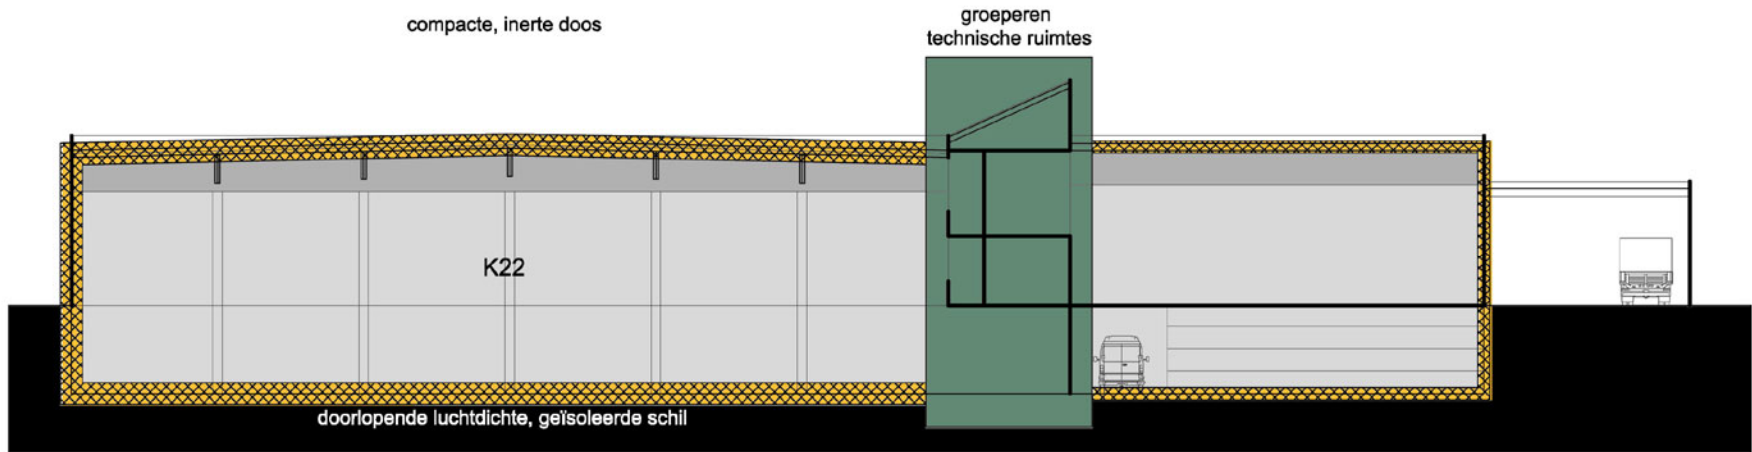 compacte, inerte doos
groeperen
technische ruimtes
K22
doorlopende luchtdichte, geïsoleerde schil